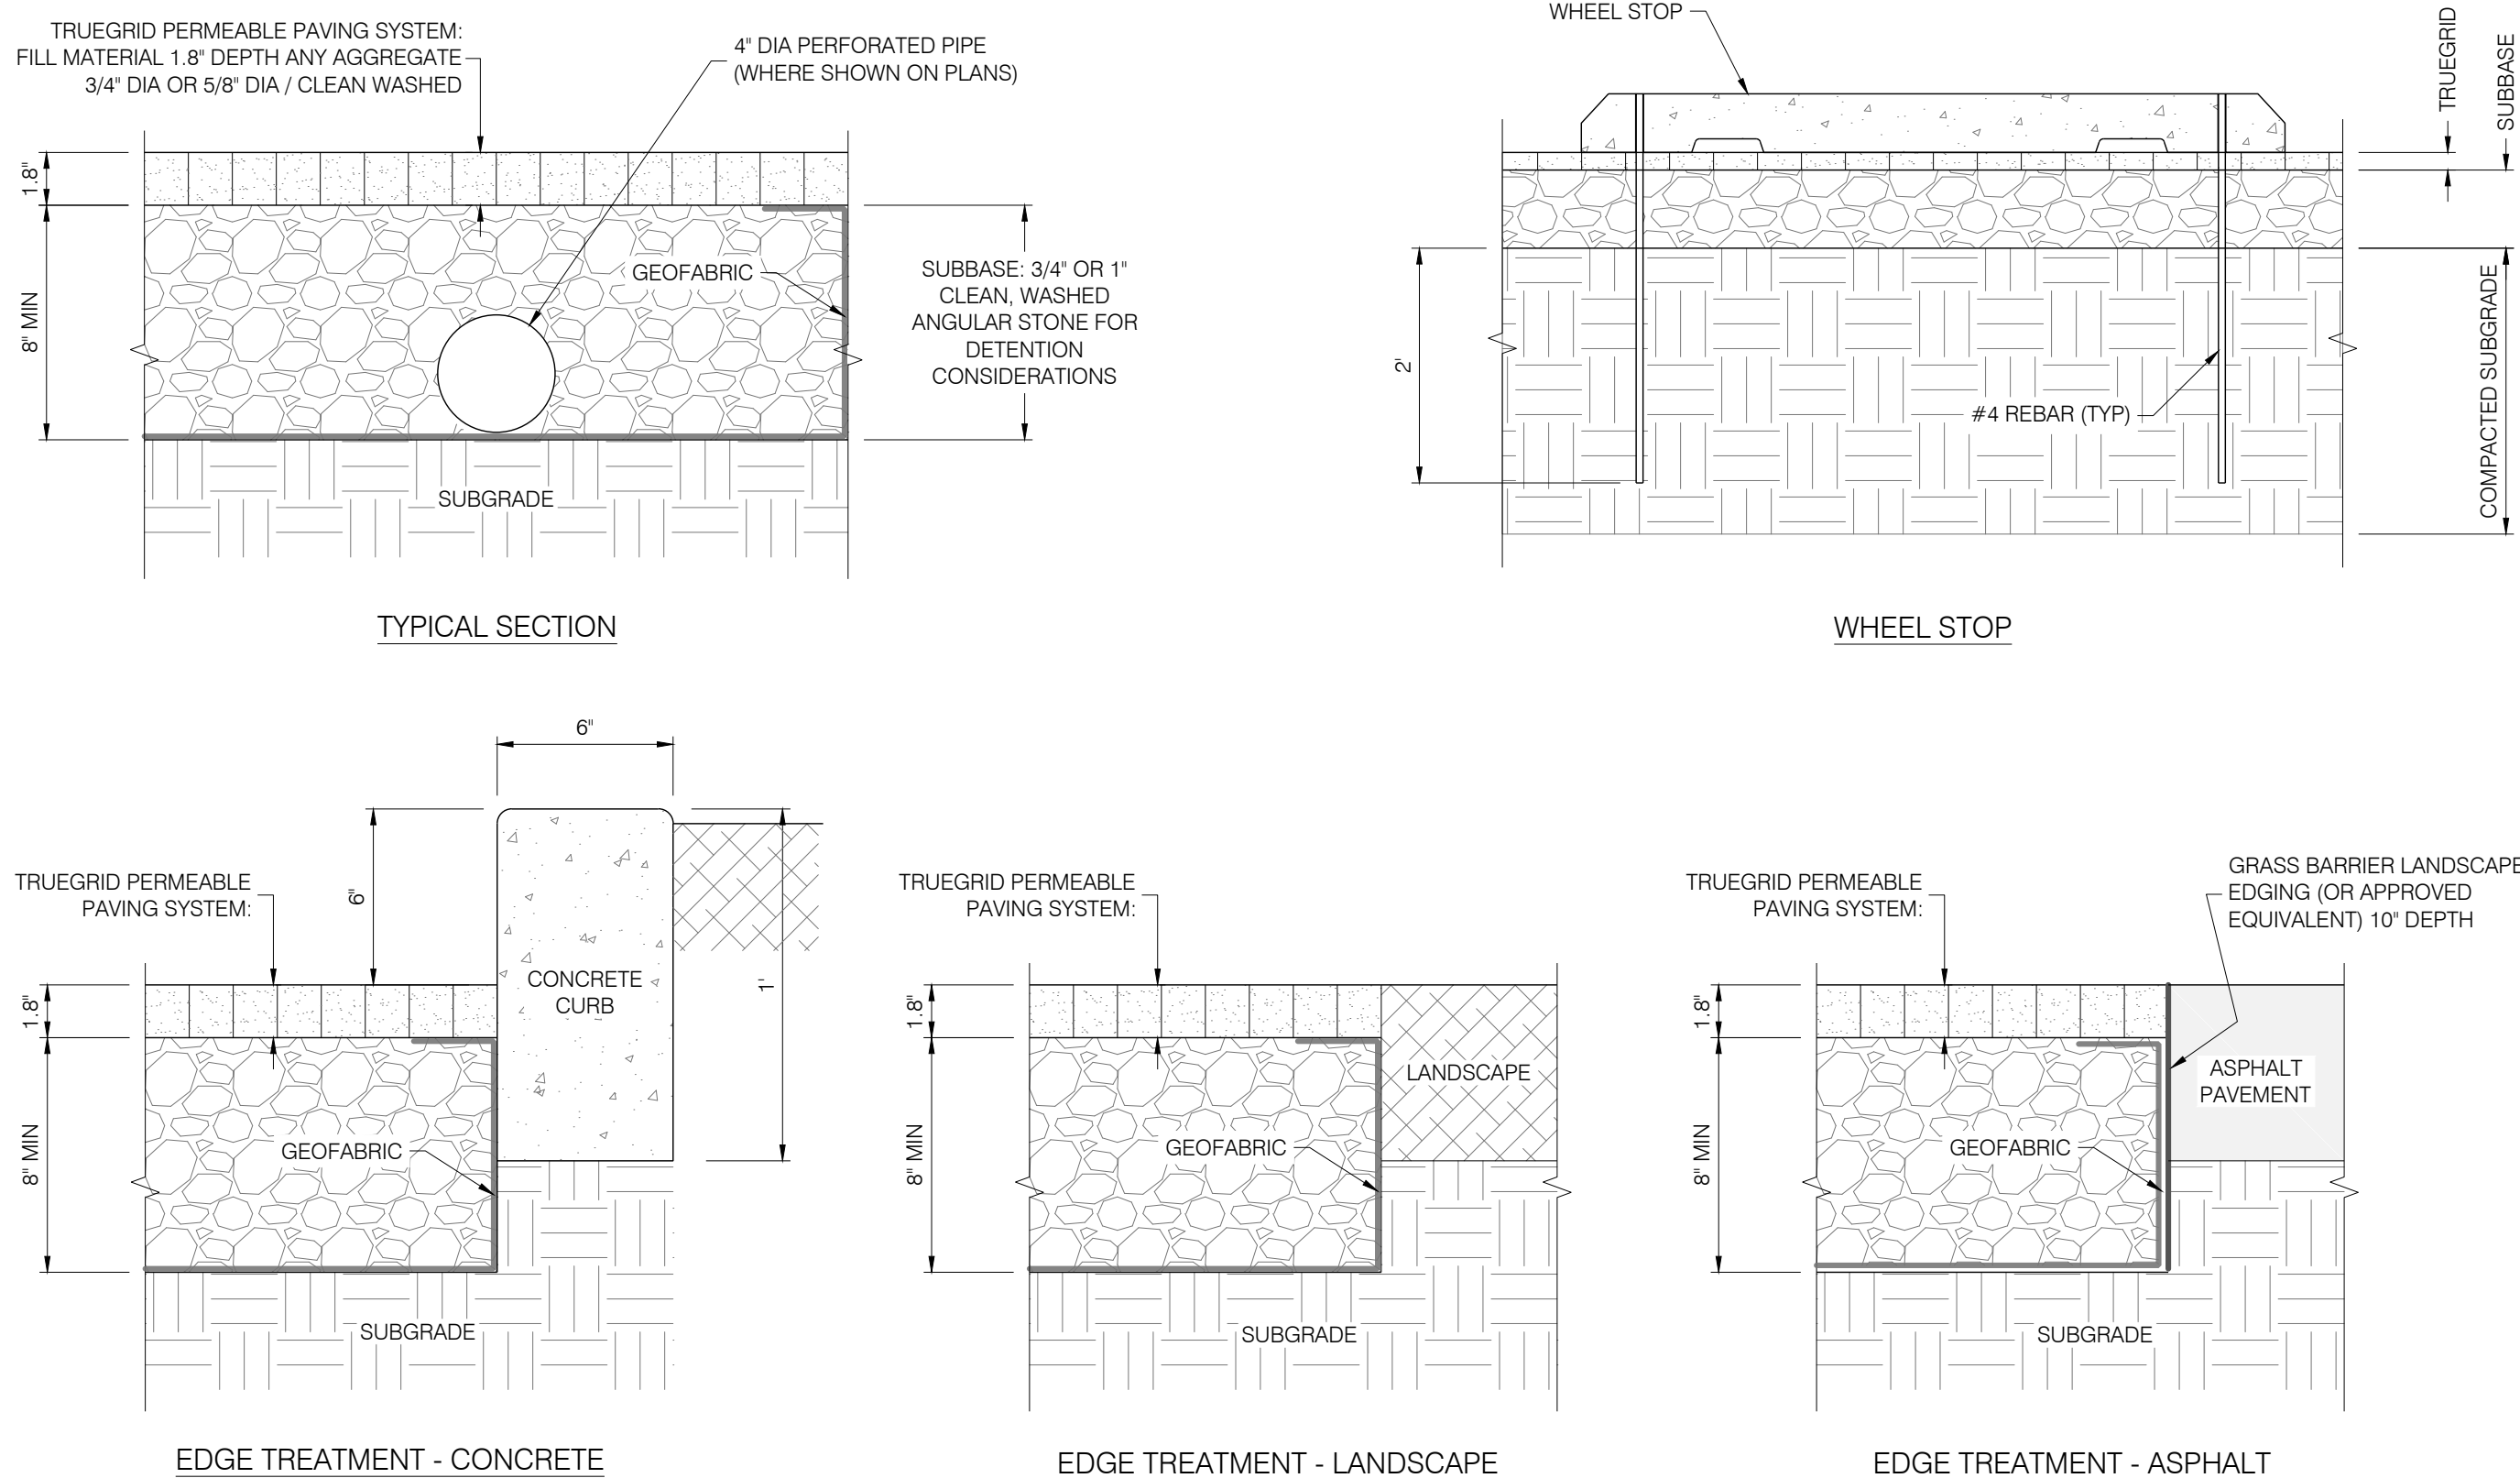 TRUEGRID PERMEABLE PAVING SYSTEM:
FILL MATERIAL 1.8" DEPTH ANY AGGREGATE
3/4" DIA OR 5/8" DIA / CLEAN WASHED
4" DIA PERFORATED PIPE
(WHERE SHOWN ON PLANS)
1.8"
8" MIN
GEOFABRIC
SUBBASE: 3/4" OR 1"
CLEAN, WASHED
ANGULAR STONE FOR
DETENTION
CONSIDERATIONS
SUBGRADE
TYPICAL SECTION
WHEEL STOP
TRUEGRID
SUBBASE
2'
#4 REBAR (TYP)
COMPACTED SUBGRADE
WHEEL STOP
6"
TRUEGRID PERMEABLE
PAVING SYSTEM:
6"
1.8"
8" MIN
CONCRETE
CURB
1'
GEOFABRIC
SUBGRADE
EDGE TREATMENT - CONCRETE
TRUEGRID PERMEABLE
PAVING SYSTEM:
1.8"
8" MIN
LANDSCAPE
GEOFABRIC
SUBGRADE
EDGE TREATMENT - LANDSCAPE
TRUEGRID PERMEABLE
PAVING SYSTEM:
GRASS BARRIER LANDSCAPE
EDGING (OR APPROVED
EQUIVALENT) 10" DEPTH
1.8"
8" MIN
ASPHALT
PAVEMENT
GEOFABRIC
SUBGRADE
EDGE TREATMENT - ASPHALT